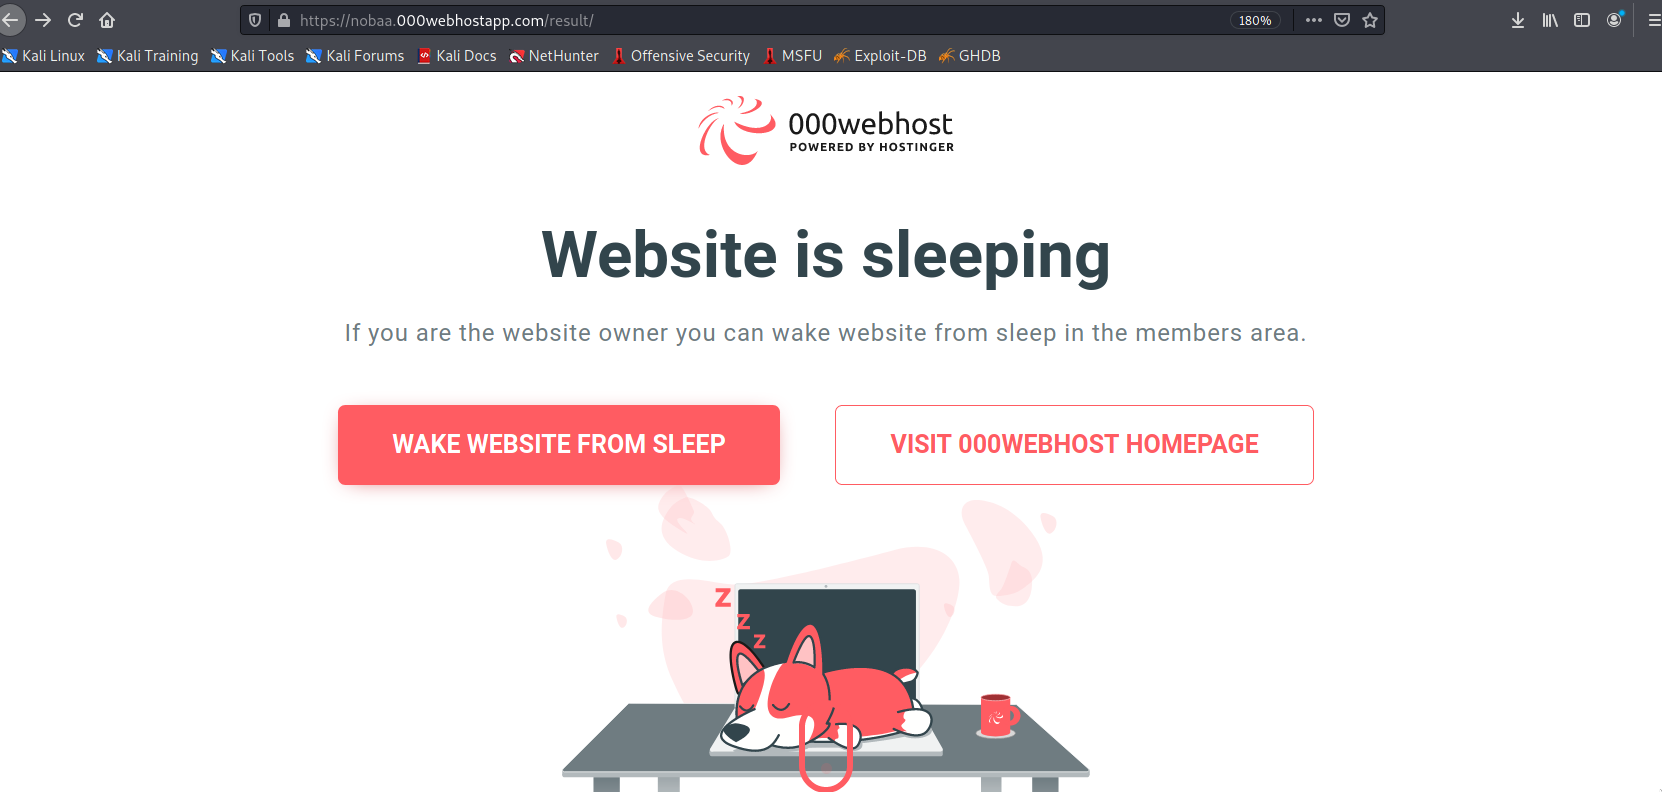 https://nobaa.000webhostapp.com/result/ 180%
Kali Linux Kali Training Kali Tools Kali Forums Kali Docs NetHunter Offensive Security MSFU Exploit-DB GHDB
000webhost
POWERED BY HOSTINGER
Website is sleeping
If you are the website owner you can wake website from sleep in the members area.
WAKE WEBSITE FROM SLEEP VISIT 000WEBHOST HOMEPAGE
Z
Z
Z